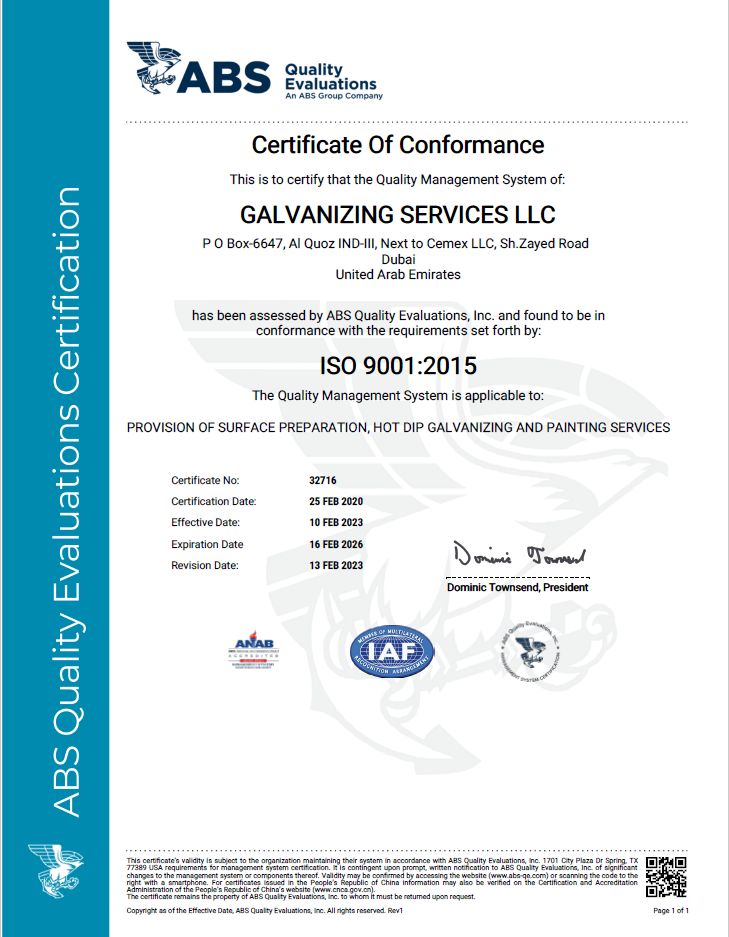 ABS Quality Evaluations Certification
ABS Quality
Evaluations
An ABS Group Company
Certificate Of Conformance
This is to certify that the Quality Management System of:
GALVANIZING SERVICES LLC
P O Box-6647, Al Quoz IND-III, Next to Cemex LLC, Sh.Zayed Road
Dubai
United Arab Emirates
has been assessed by ABS Quality Evaluations, Inc. and found to be in
conformance with the requirements set forth by:
ISO 9001:2015
The Quality Management System is applicable to:
PROVISION OF SURFACE PREPARATION, HOT DIP GALVANIZING AND PAINTING SERVICES
Certificate No: 32716
Certification Date: 25 FEB 2020
Effective Date: 10 FEB 2023
Expiration Date 16 FEB 2026
Revision Date: 13 FEB 2023
Dominic Townsend
Dominic Townsend, President
ANAB
ACCREDITED
MEMBER OF MULTILATERAL
IAF
RECOGNITION ARRANGEMENT
ABS Quality Evaluations, Inc.
MANAGEMENT SYSTEM CERTIFICATION
This certificate's validity is subject to the organization maintaining their system in accordance with ABS Quality Evaluations, Inc. 1701 City Plaza Dr Spring, TX
77389 USA requirements for management system certification. It is contingent upon prompt, written notification to ABS Quality Evaluations, Inc. of significant
changes to the management system or components thereof. Validity may be confirmed by accessing the website (www.abs-qe.com) or scanning the code to the
right with a smartphone. For certificates issued in the People's Republic of China information may also be verified on the Certification and Accreditation
Administration of the People's Republic of China's website (www.cnca.gov.cn).
The certificate remains the property of ABS Quality Evaluations, Inc. to whom it must be returned upon request.
Copyright as of the Effective Date, ABS Quality Evaluations, Inc. All rights reserved. Rev1
Page 1 of 1